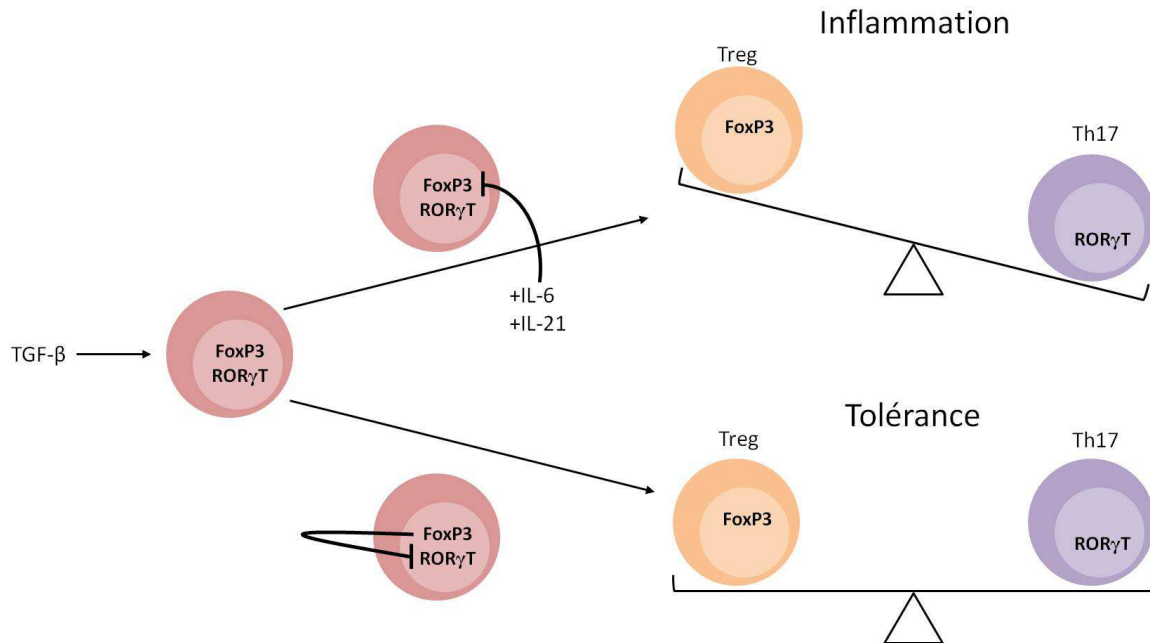 Inflammation
Treg
FoxP3
Th17
RORγT
FoxP3
RORγT
+IL-6
+IL-21
TGF-β
FoxP3
RORγT
Tolérance
Treg
FoxP3
Th17
RORγT
FoxP3
RORγT